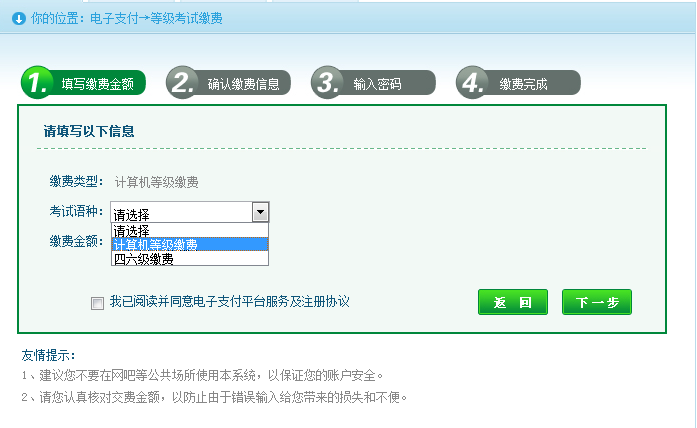 你的位置：电子支付→等级考试缴费
1. 填写缴费金额 2. 确认缴费信息 3. 输入密码 4. 缴费完成
请填写以下信息
缴费类型： 计算机等级缴费
考试语种： 请选择
请选择
缴费金额： 计算机等级缴费
四六级缴费
我已阅读并同意电子支付平台服务及注册协议 返 回 下一步
友情提示：
1、建议您不要在网吧等公共场所使用本系统，以保证您的账户安全。
2、请您认真核对交费金额，以防止由于错误输入给您带来的损失和不便。